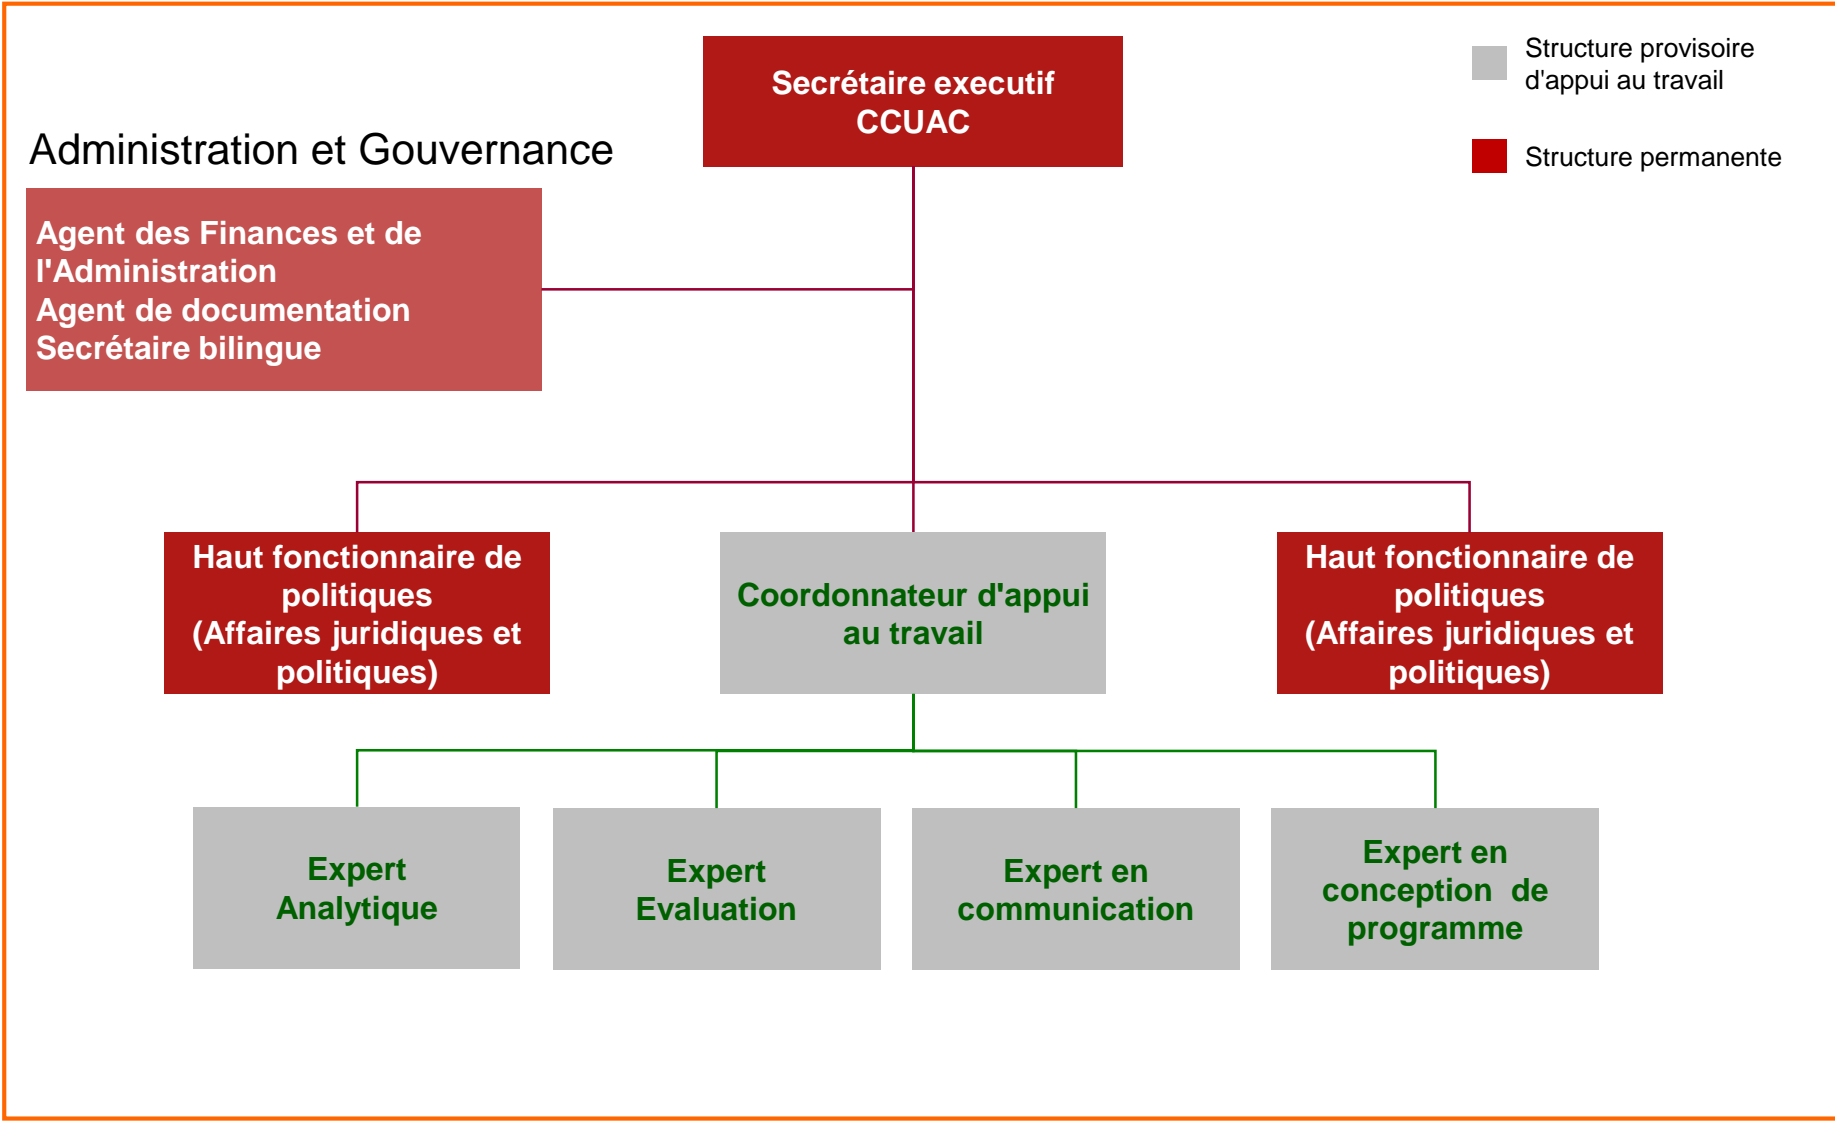 Secrétaire executif
CCUAC
Structure provisoire
d'appui au travail
Structure permanente
Administration et Gouvernance
Agent des Finances et de
l'Administration
Agent de documentation
Secrétaire bilingue
Haut fonctionnaire de
politiques
(Affaires juridiques et
politiques)
Coordonnateur d'appui
au travail
Haut fonctionnaire de
politiques
(Affaires juridiques et
politiques)
Expert
Analytique
Expert
Evaluation
Expert en
communication
Expert en
conception de
programme